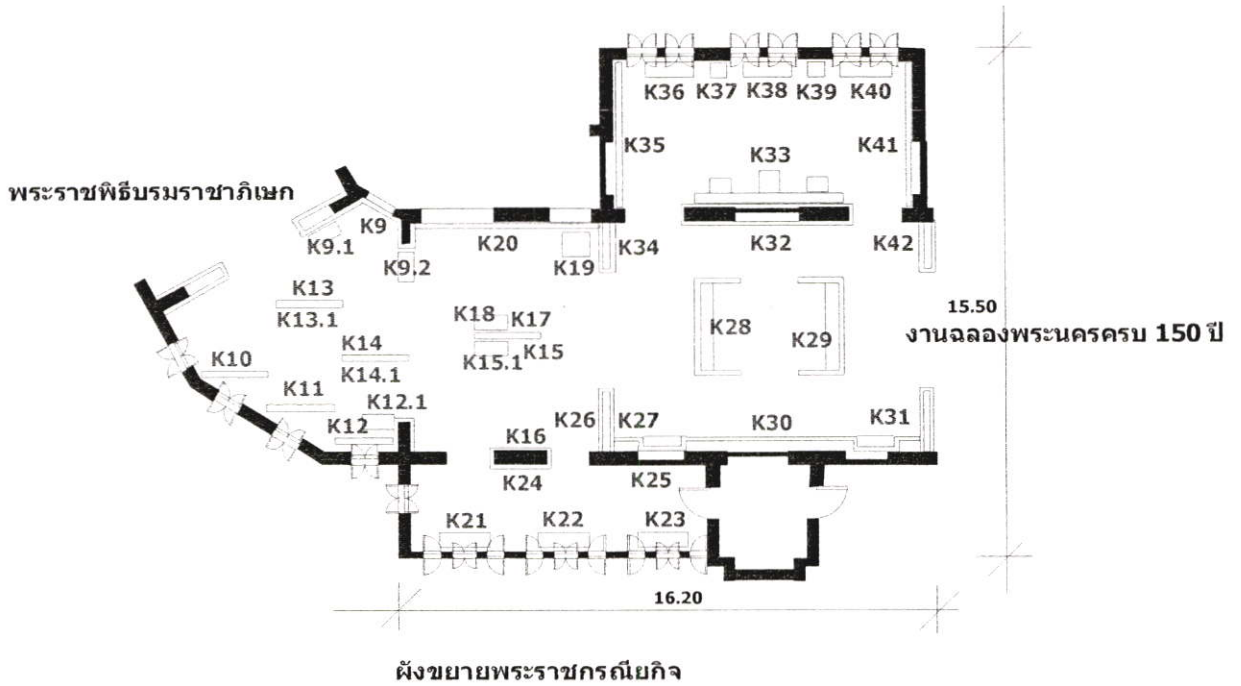 K36 K37 K38 K39 K40
K35 K33 K41
พระราชพิธีบรมราชาภิเษก
K9
K9.1 K20 K34 K32 K42
K9.2 K19
K13
K13.1
K18 K17 K28 K29 15.50
งานฉลองพระนครครบ 150 ปี
K14 K15.1 K15
K10 K14.1
K11 K12.1
K12 K26 K27 K30 K31
K16
K24 K25
K21 K22 K23
16.20
ผังขยายพระราชกรณียกิจ